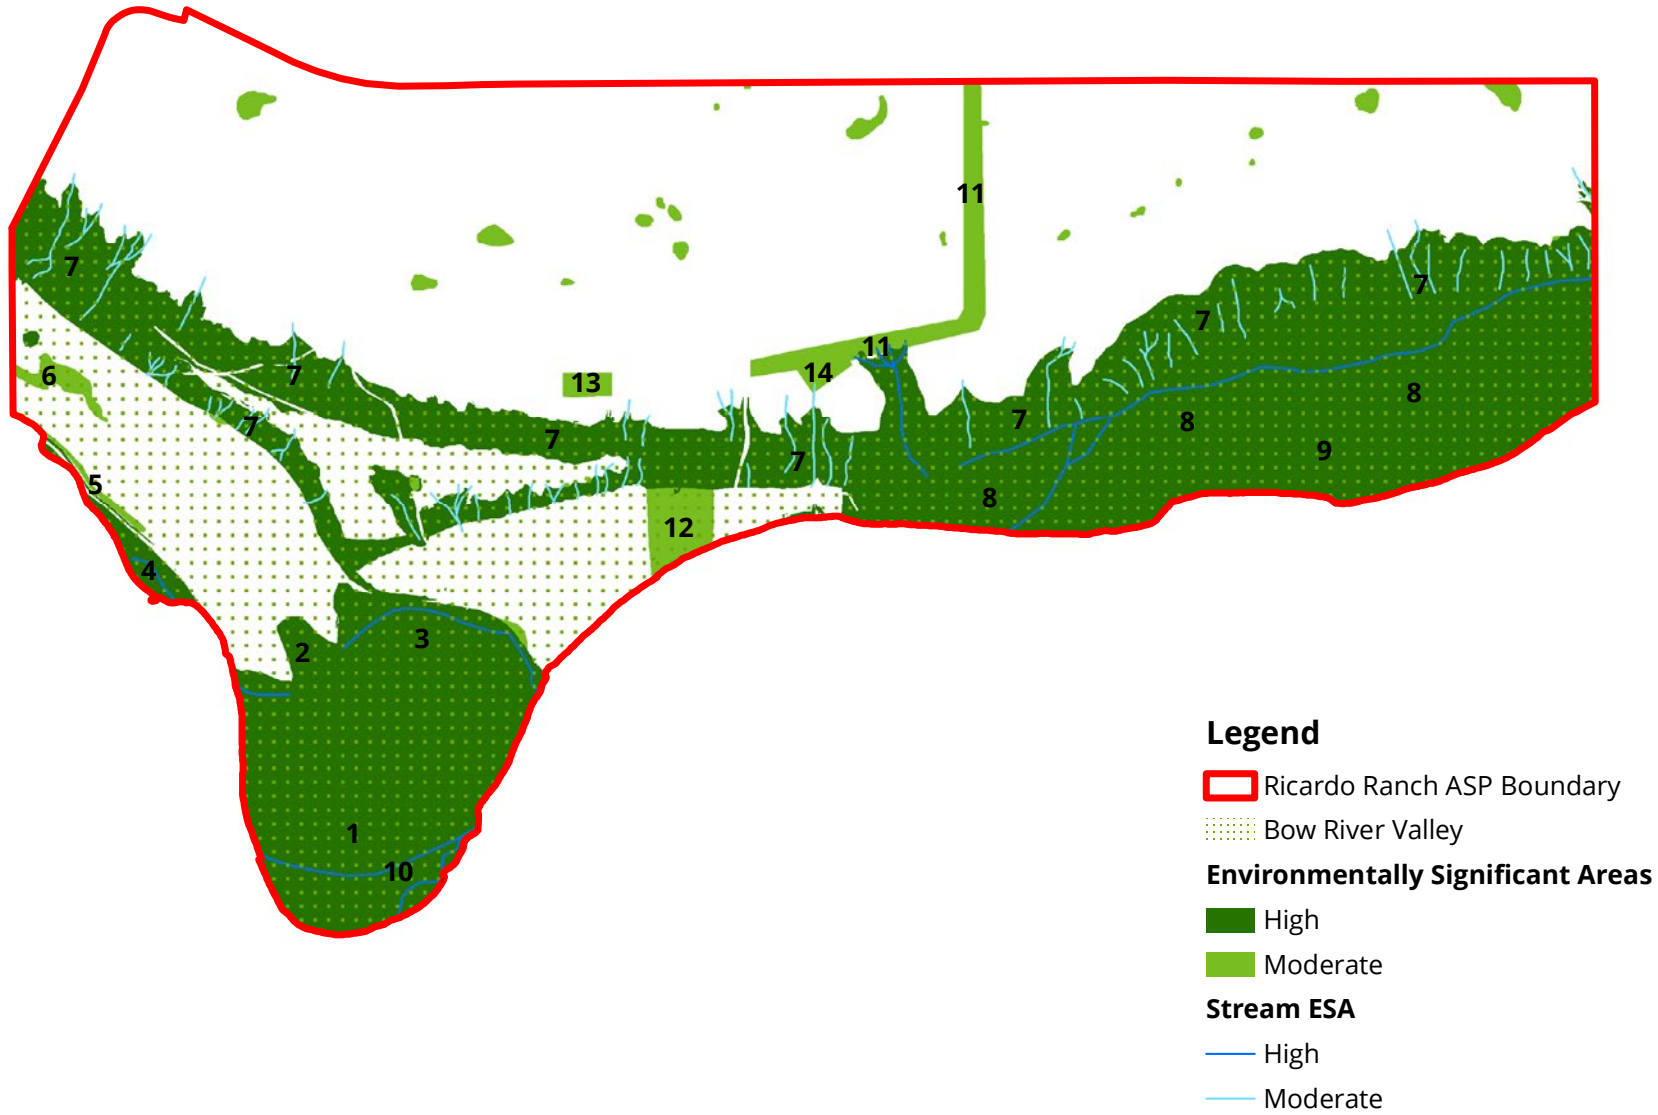 11
7
7
7
11
14
13
7
6
7
7
8
7
7
8
9
7
5
8
12
4
3
2
1
10
Legend
Ricardo Ranch ASP Boundary
Bow River Valley
Environmentally Significant Areas
High
Moderate
Stream ESA
High
Moderate